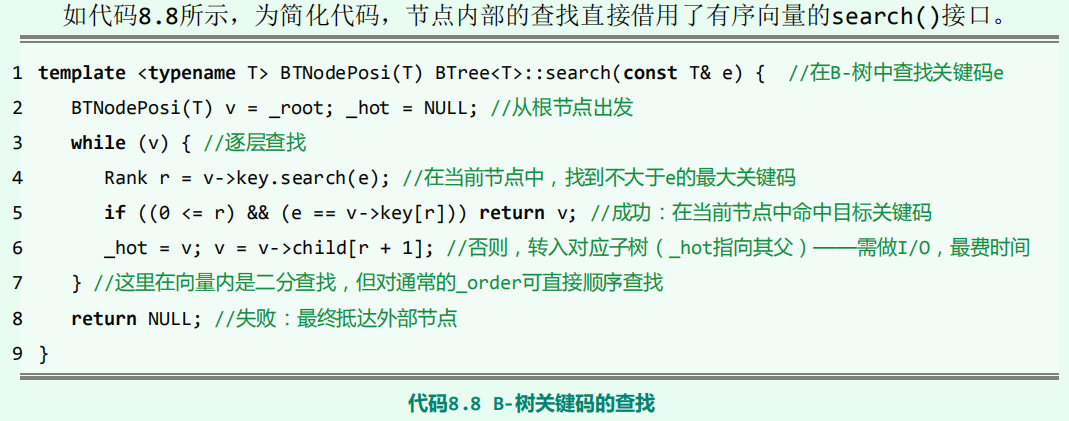 如代码8.8所示，为简化代码，节点内部的查找直接借用了有序向量的search()接口。
1 template <typename T> BTNodePosi(T) BTree<T>::search(const T& e) { //在B-树中查找关键码e
2 BTNodePosi(T) v = _root; _hot = NULL; //从根节点出发
3 while (v) { //逐层查找
4 Rank r = v->key.search(e); //在当前节点中，找到不大于e的最大关键码
5 if ((0 <= r) && (e == v->key[r])) return v; //成功：在当前节点中命中目标关键码
6 _hot = v; v = v->child[r + 1]; //否则，转入对应子树（_hot指向其父）——需做I/O，最费时间
7 } //这里在向量内是二分查找，但对通常的_order可直接顺序查找
8 return NULL; //失败：最终抵达外部节点
9 }
代码8.8 B-树关键码的查找